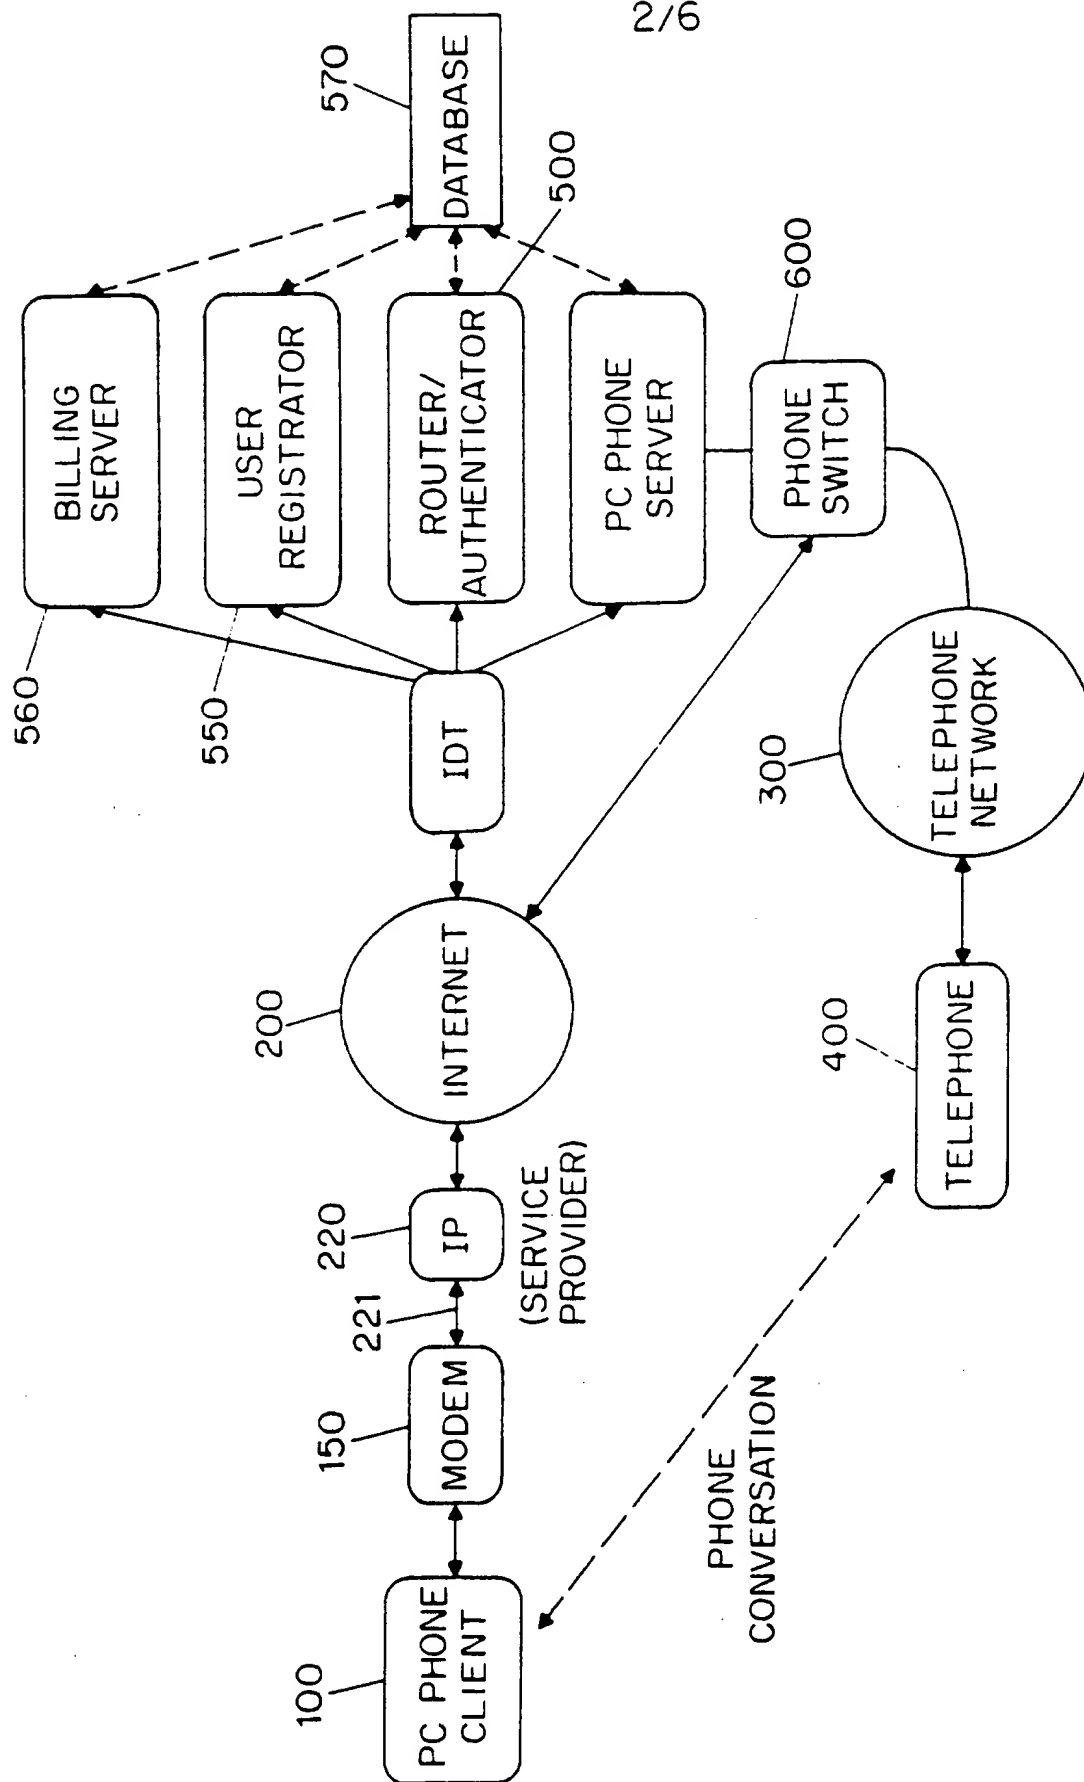 2/6
560
BILLING
SERVER
550
USER
REGISTRATOR
570
DATABASE
ROUTER/
AUTHENTICATOR
500
PC PHONE
SERVER
600
PHONE
SWITCH
IDT
200
INTERNET
300
TELEPHONE
NETWORK
220
IP
(SERVICE
PROVIDER)
221
150
MODEM
400
TELEPHONE
100
PC PHONE
CLIENT
PHONE
CONVERSATION